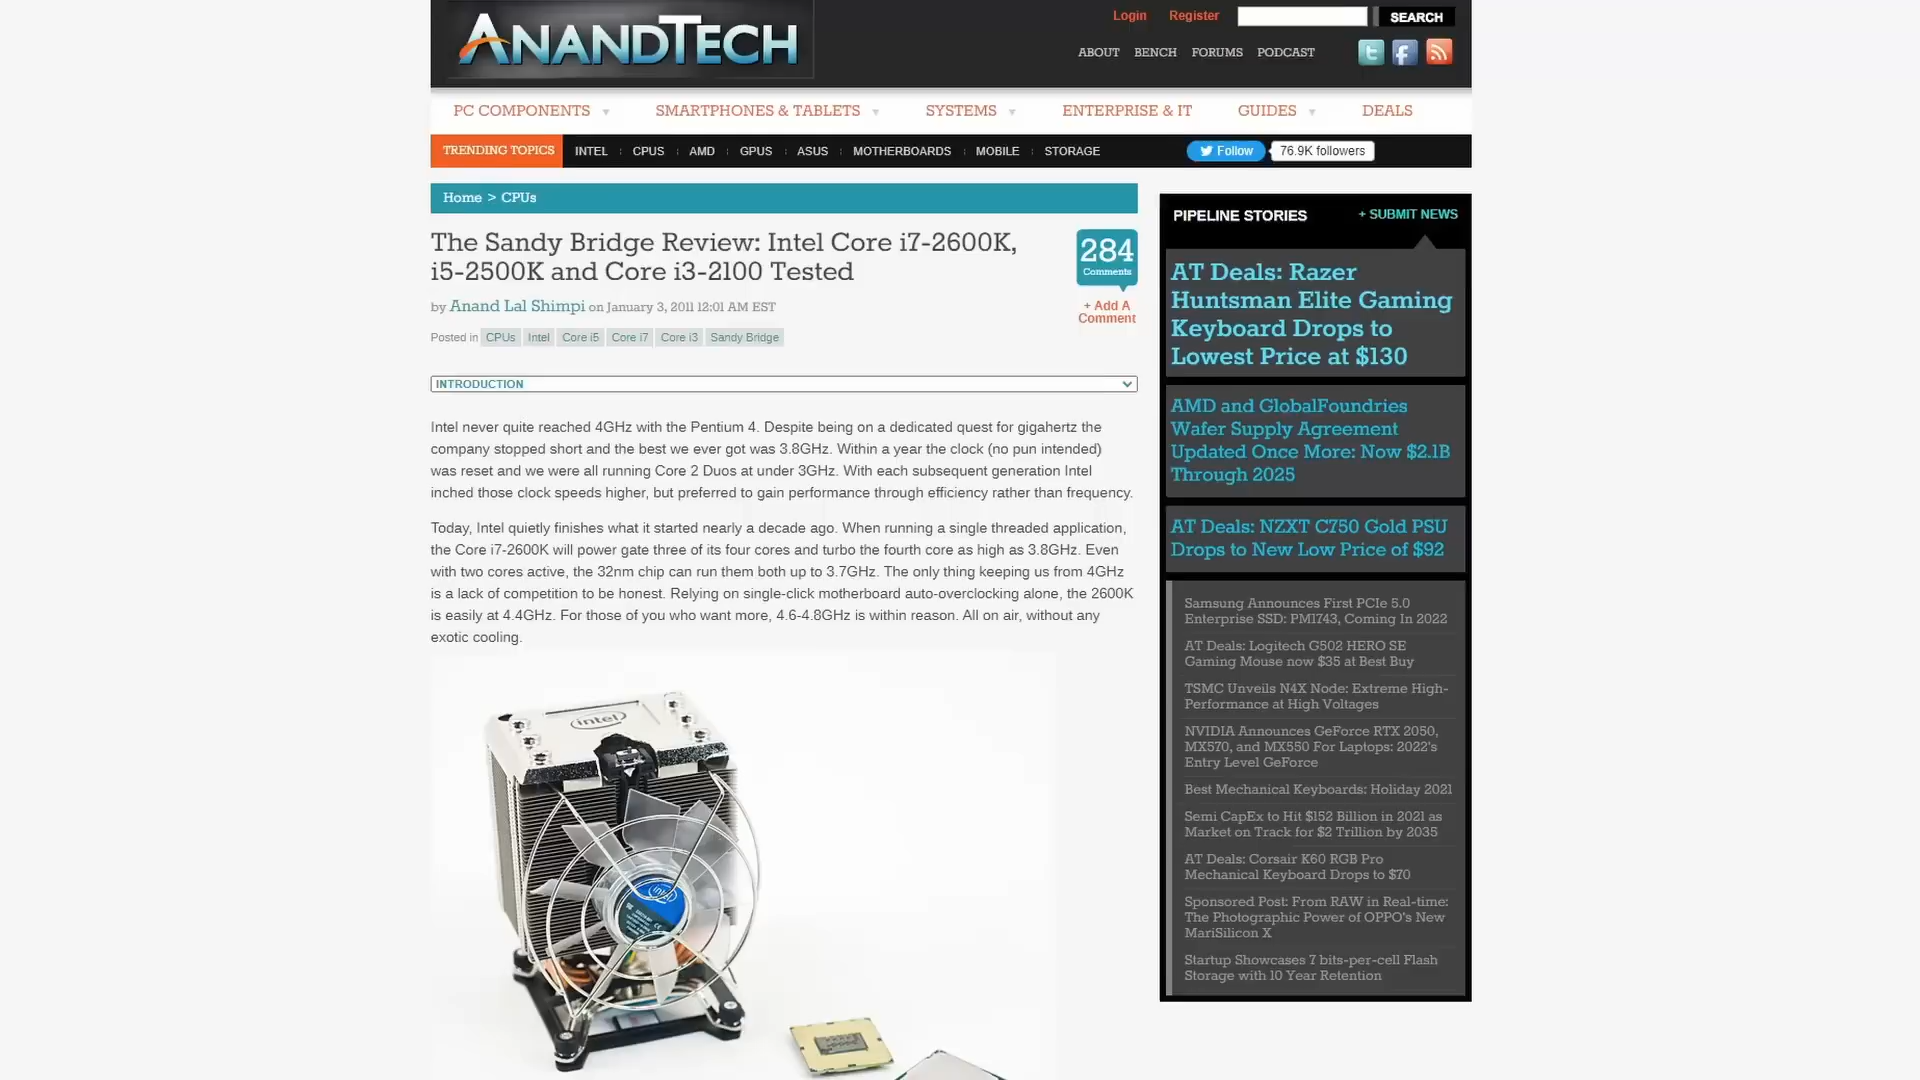 ANANDTECH
Login Register SEARCH
ABOUT BENCH FORUMS PODCAST
PC COMPONENTS SMARTPHONES & TABLETS SYSTEMS ENTERPRISE & IT GUIDES DEALS
TRENDING TOPICS INTEL CPUS AMD GPUS ASUS MOTHERBOARDS MOBILE STORAGE Follow 76.9K followers
Home > CPUs
The Sandy Bridge Review: Intel Core i7-2600K,
i5-2500K and Core i3-2100 Tested
by Anand Lal Shimpi on January 3, 2011 12:01 AM EST
Posted in CPUs Intel Core i5 Core i7 Core i3 Sandy Bridge
284
Comments
+ Add A
Comment
INTRODUCTION
Intel never quite reached 4GHz with the Pentium 4. Despite being on a dedicated quest for gigahertz the
company stopped short and the best we ever got was 3.8GHz. Within a year the clock (no pun intended)
was reset and we were all running Core 2 Duos at under 3GHz. With each subsequent generation Intel
inched those clock speeds higher, but preferred to gain performance through efficiency rather than frequency.
Today, Intel quietly finishes what it started nearly a decade ago. When running a single threaded application,
the Core i7-2600K will power gate three of its four cores and turbo the fourth core as high as 3.8GHz. Even
with two cores active, the 32nm chip can run them both up to 3.7GHz. The only thing keeping us from 4GHz
is a lack of competition to be honest. Relying on single-click motherboard auto-overclocking alone, the 2600K
is easily at 4.4GHz. For those of you who want more, 4.6-4.8GHz is within reason. All on air, without any
exotic cooling.
intel
intel
PIPELINE STORIES + SUBMIT NEWS
AT Deals: Razer
Huntsman Elite Gaming
Keyboard Drops to
Lowest Price at $130
AMD and GlobalFoundries
Wafer Supply Agreement
Updated Once More: Now $2.1B
Through 2025
AT Deals: NZXT C750 Gold PSU
Drops to New Low Price of $92
Samsung Announces First PCIe 5.0
Enterprise SSD: PM1743, Coming In 2022
AT Deals: Logitech G502 HERO SE
Gaming Mouse now $35 at Best Buy
TSMC Unveils N4X Node: Extreme High-
Performance at High Voltages
NVIDIA Announces GeForce RTX 2050,
MX570, and MX550 For Laptops: 2022's
Entry Level GeForce
Best Mechanical Keyboards: Holiday 2021
Semi CapEx to Hit $152 Billion in 2021 as
Market on Track for $2 Trillion by 2035
AT Deals: Corsair K60 RGB Pro
Mechanical Keyboard Drops to $70
Sponsored Post: From RAW in Real-time:
The Photographic Power of OPPO's New
MariSilicon X
Startup Showcases 7 bits-per-cell Flash
Storage with 10 Year Retention